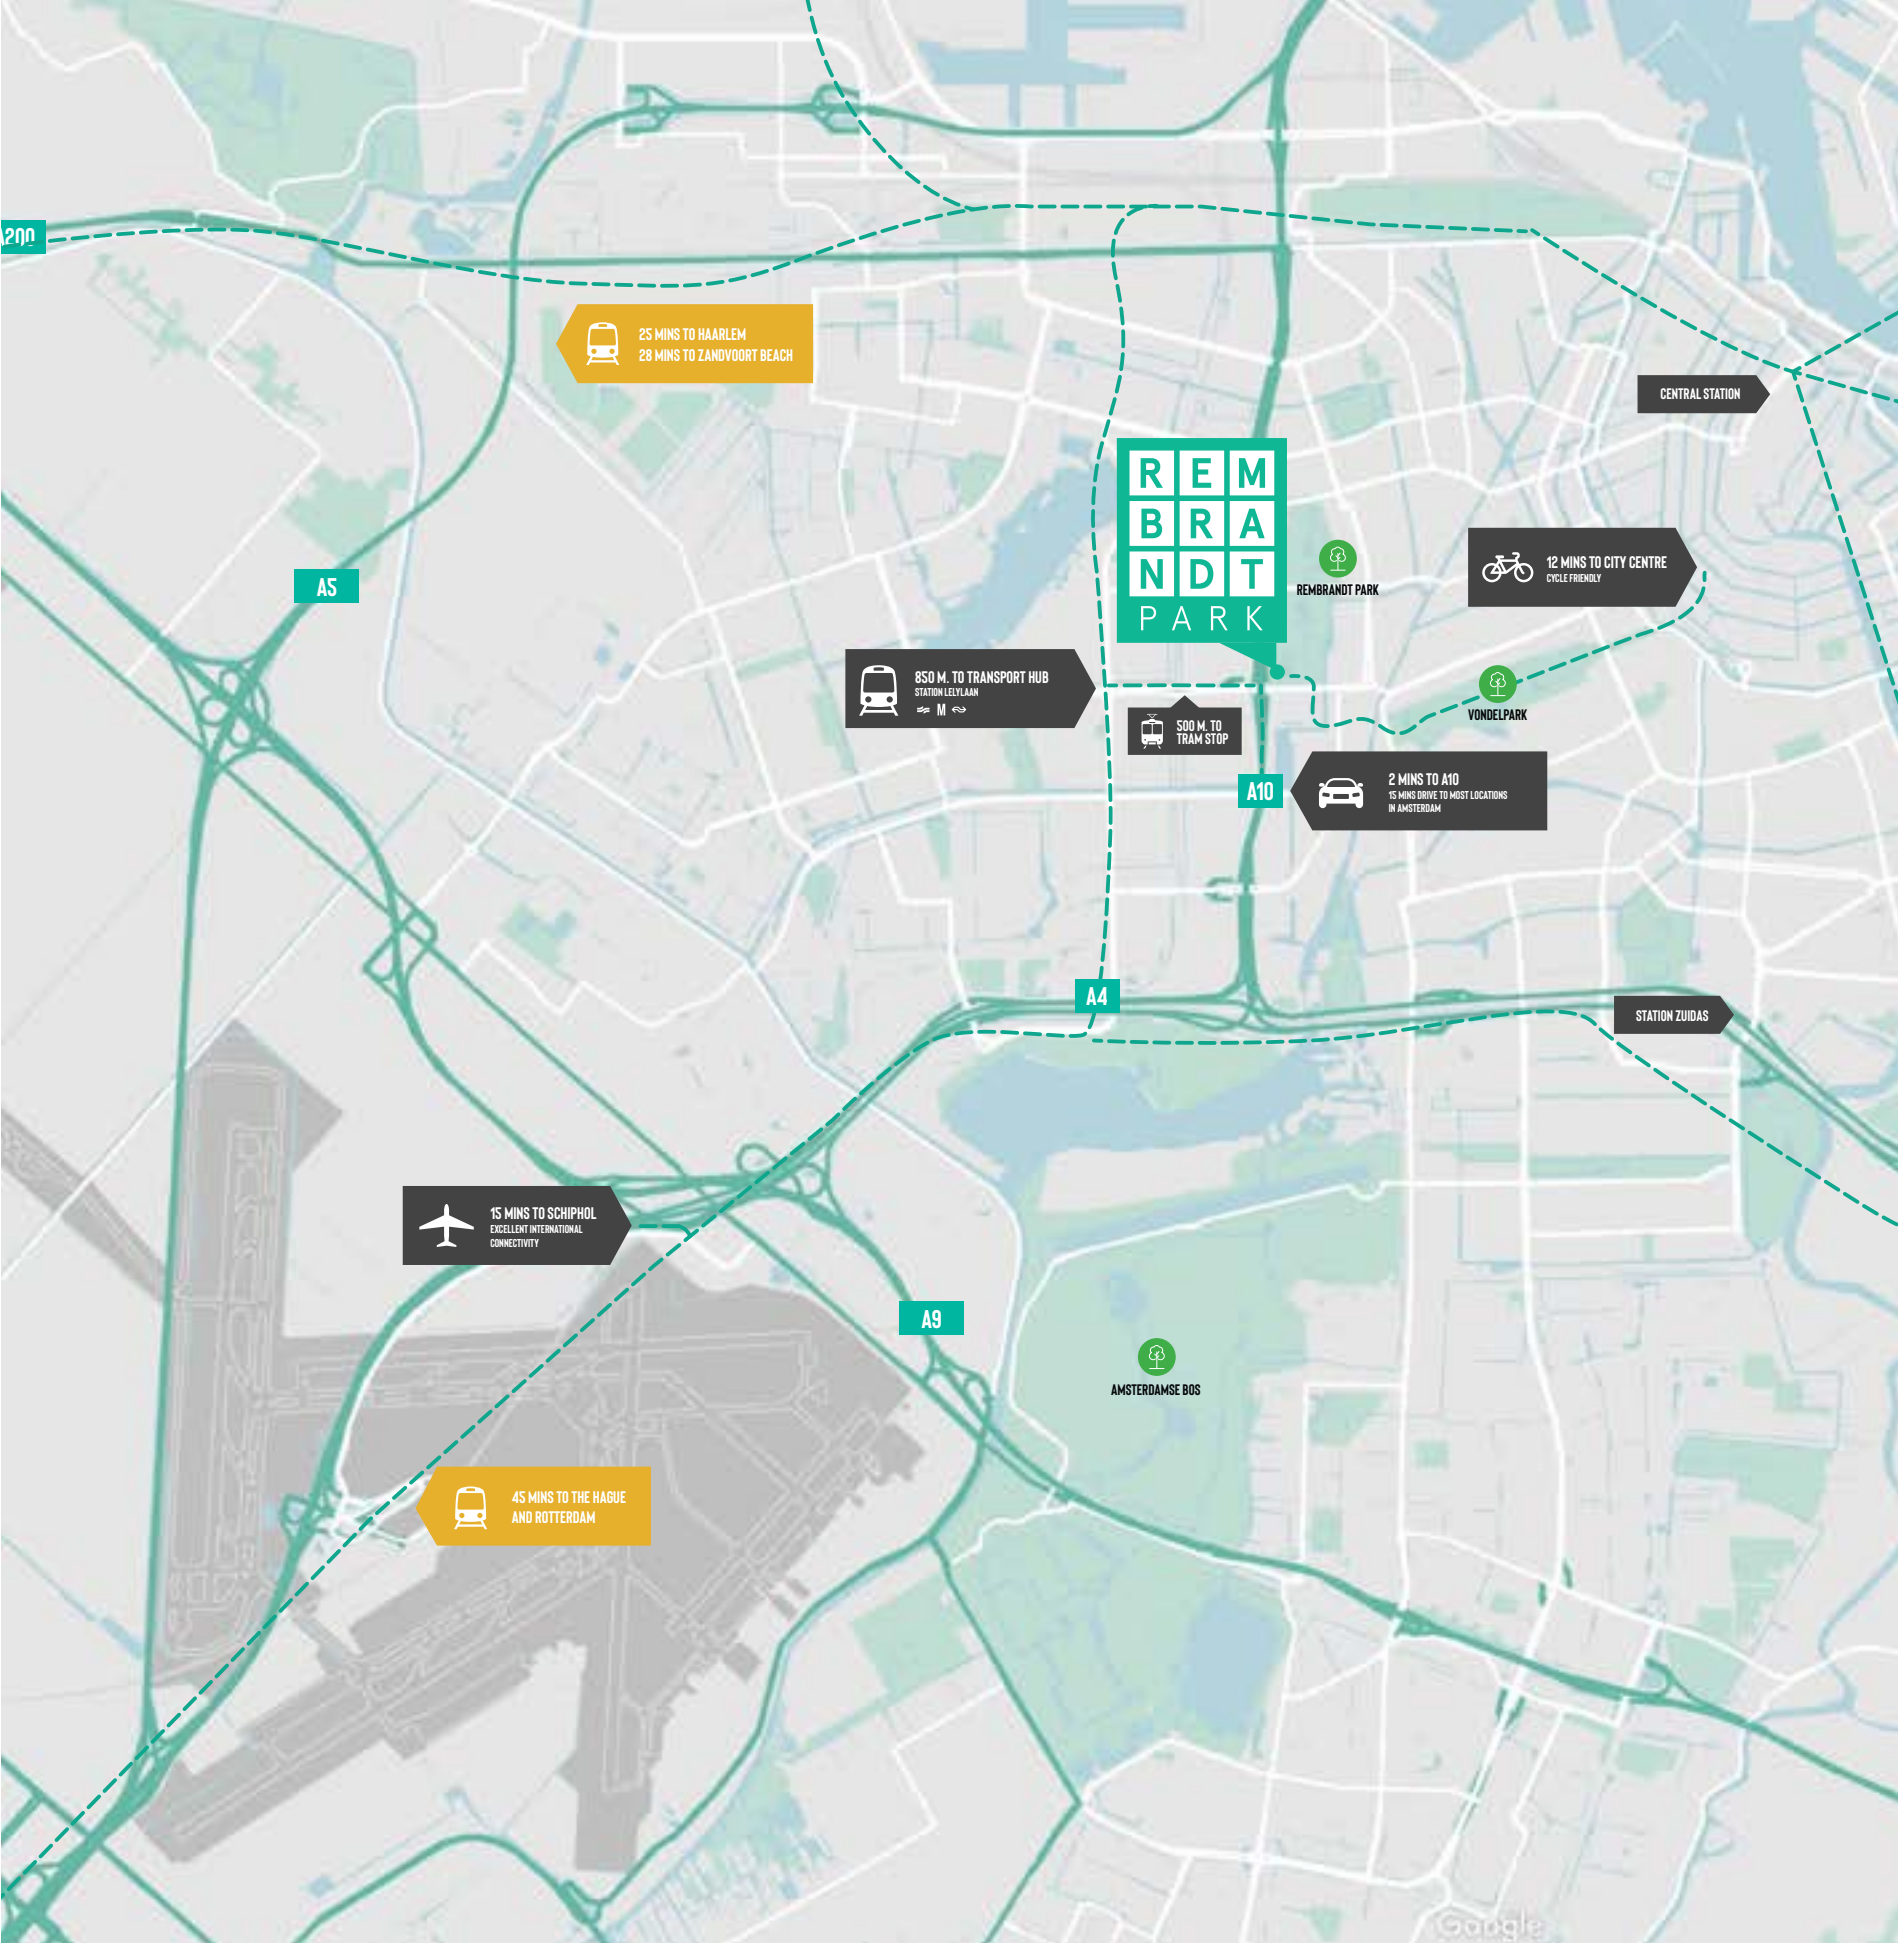 A200
25 MINS TO HAARLEM
28 MINS TO ZANDVOORT BEACH
CENTRAL STATION
REM
BRA
NDT
PARK
REMBRANDT PARK
12 MINS TO CITY CENTRE
CYCLE FRIENDLY
A5
850 M. TO TRANSPORT HUB
STATION LELYLAAN
M
500 M. TO
TRAM STOP
VONDELPARK
A10
2 MINS TO A10
15 MINS DRIVE TO MOST LOCATIONS
IN AMSTERDAM
A4
STATION ZUIDAS
15 MINS TO SCHIPHOL
EXCELLENT INTERNATIONAL
CONNECTIVITY
A9
AMSTERDAMSE BOS
45 MINS TO THE HAGUE
AND ROTTERDAM
Google